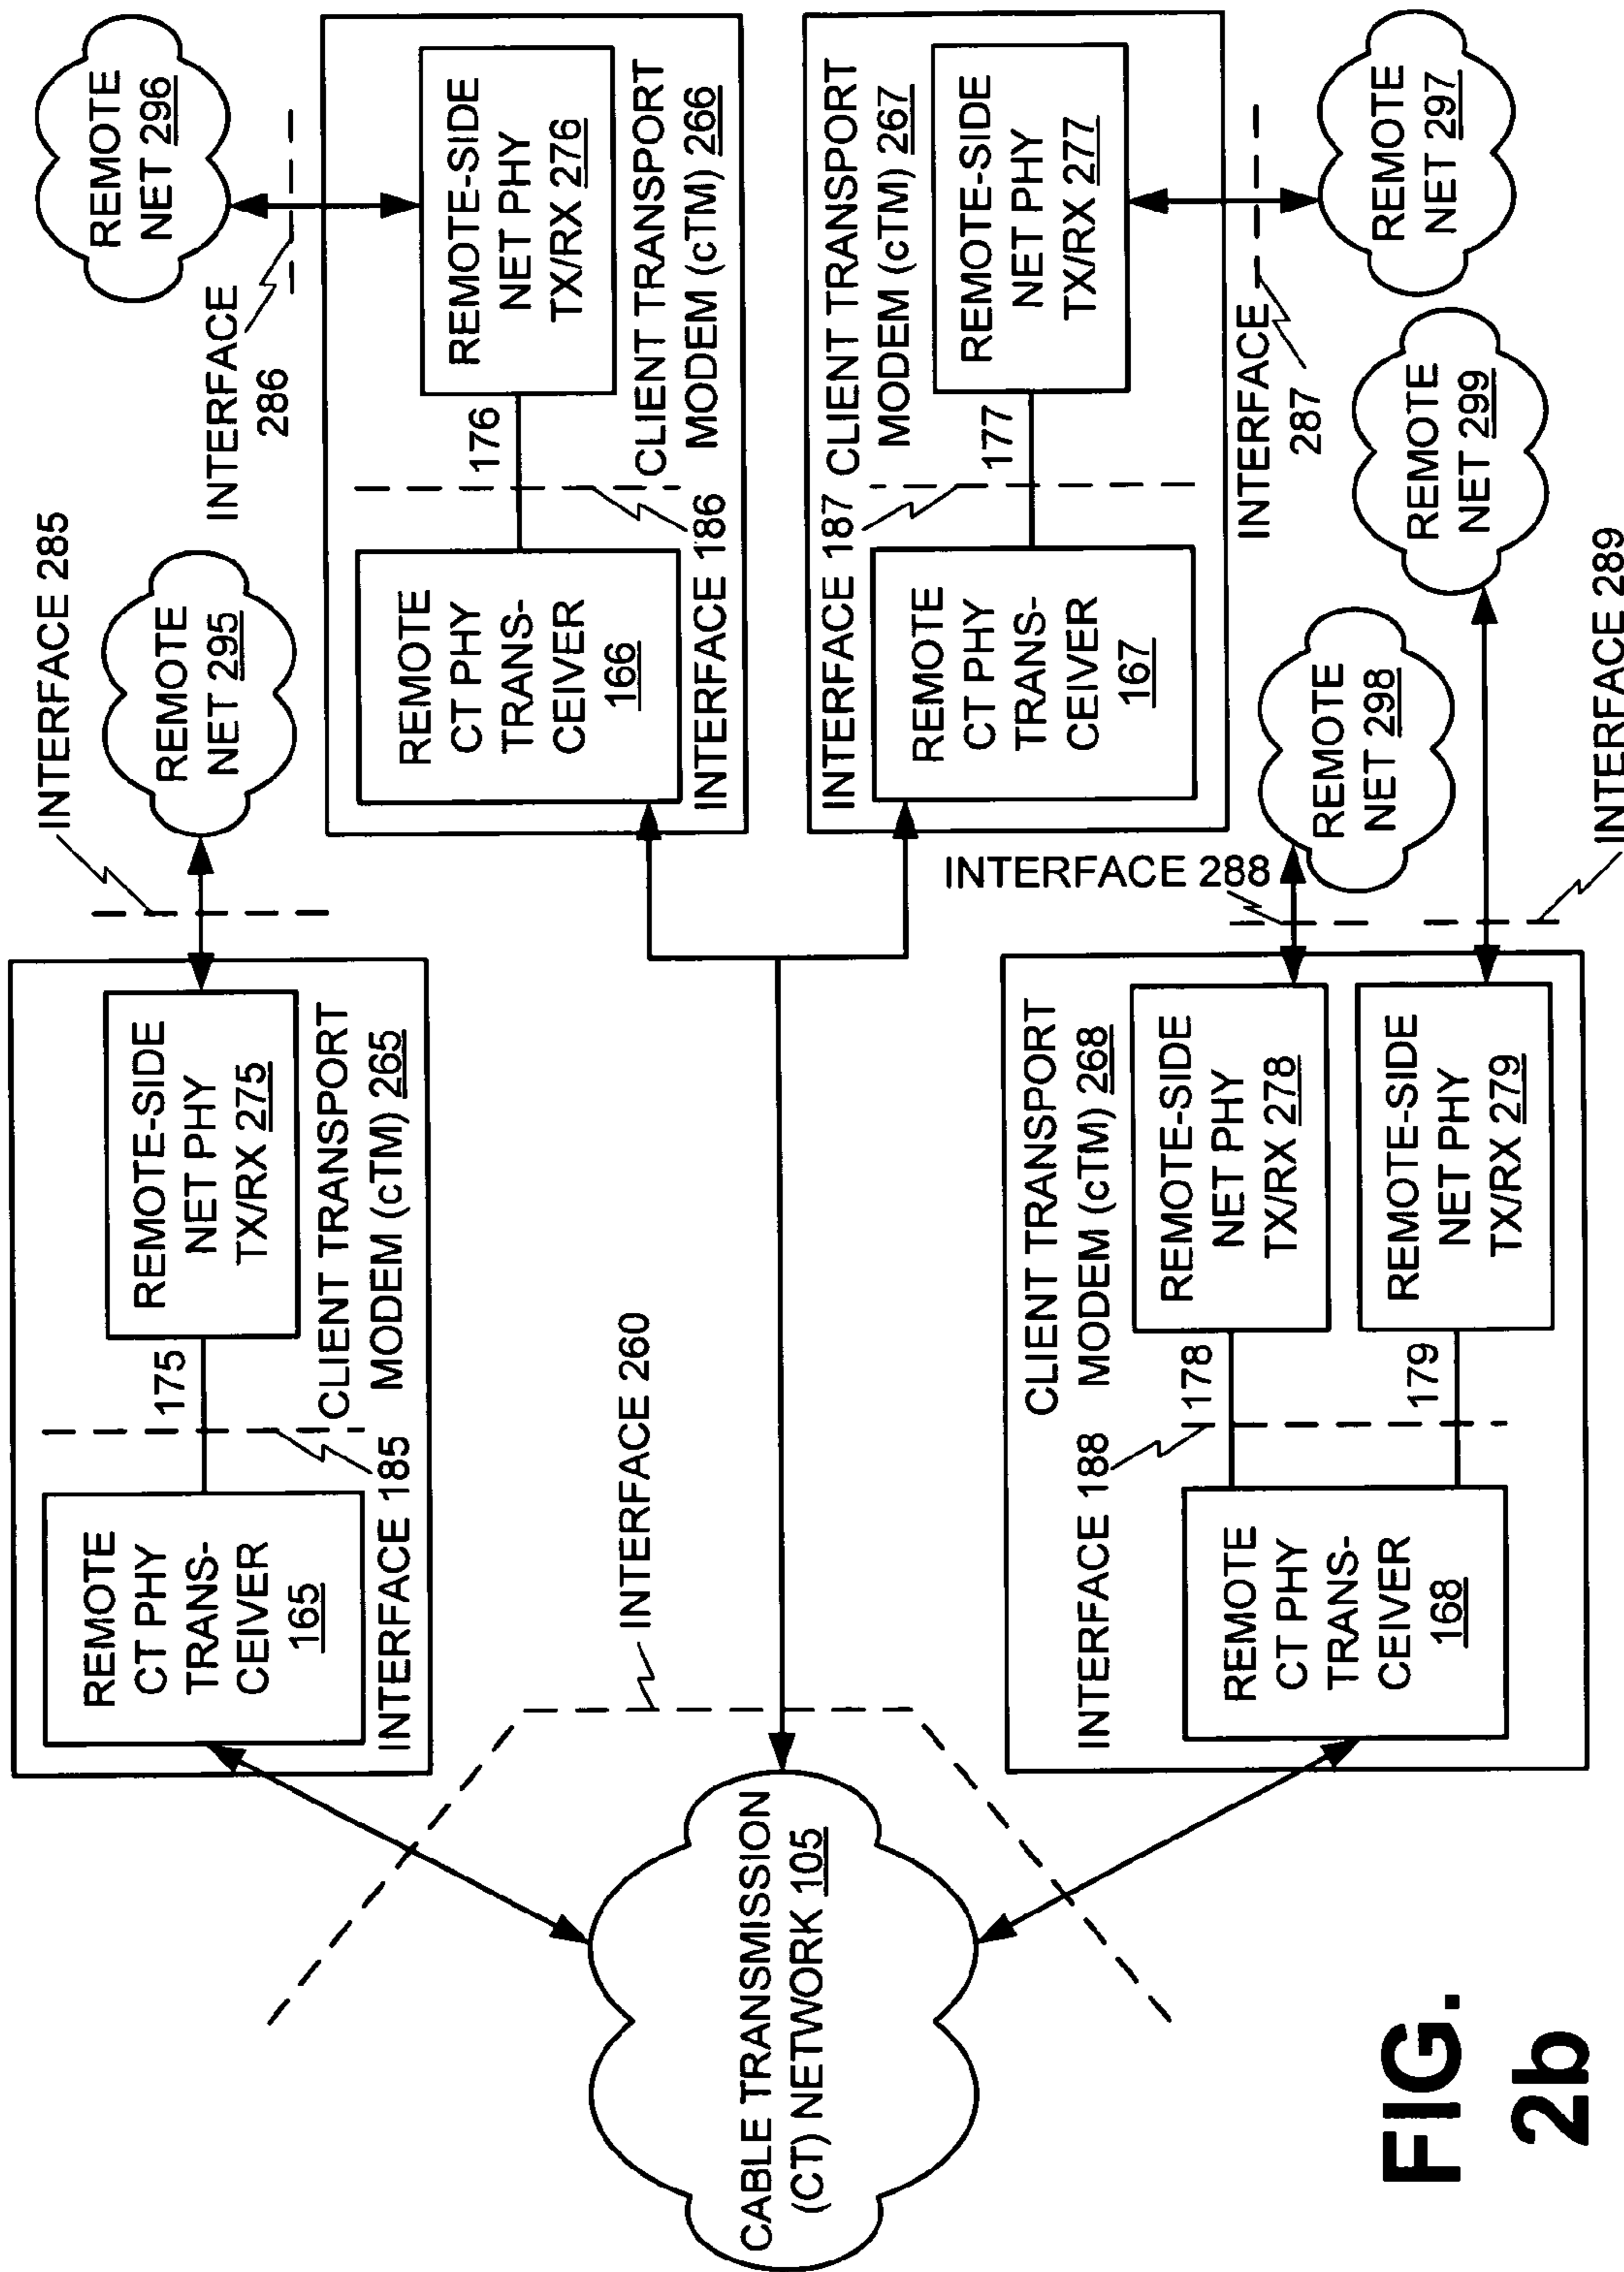 REMOTE
CT PHY
TRANS-
CEIVER
165
INTERFACE 185
175
REMOTE-SIDE
NET PHY
TX/RX 275
CLIENT TRANSPORT
MODEM (cTM) 265
INTERFACE 285
REMOTE
NET 295
INTERFACE
286
REMOTE
NET 296
REMOTE
CT PHY
TRANS-
CEIVER
166
INTERFACE 186
176
REMOTE-SIDE
NET PHY
TX/RX 276
CLIENT TRANSPORT
MODEM (cTM) 266
INTERFACE 187
CLIENT TRANSPORT
MODEM (cTM) 267
REMOTE
CT PHY
TRANS-
CEIVER
167
177
REMOTE-SIDE
NET PHY
TX/RX 277
INTERFACE
287
REMOTE
NET 297
CABLE TRANSMISSION
(CT) NETWORK 105
INTERFACE 260
CLIENT TRANSPORT
MODEM (cTM) 268
INTERFACE 188
REMOTE
CT PHY
TRANS-
CEIVER
168
178
179
REMOTE-SIDE
NET PHY
TX/RX 278
REMOTE-SIDE
NET PHY
TX/RX 279
INTERFACE 288
REMOTE
NET 298
REMOTE
NET 299
INTERFACE 289
FIG.
2b